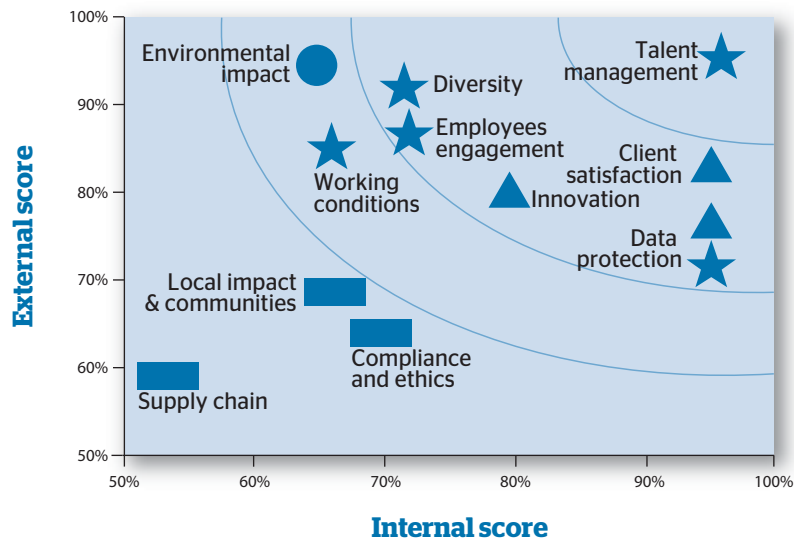 100%
90%
80%
70%
60%
50%
External score
Environmental
impact
Diversity
Talent
management
Employees
engagement
Working
conditions
Client
satisfaction
Innovation
Data
protection
Local impact
& communities
Compliance
and ethics
Supply chain
50%
60%
70%
80%
90%
100%
Internal score